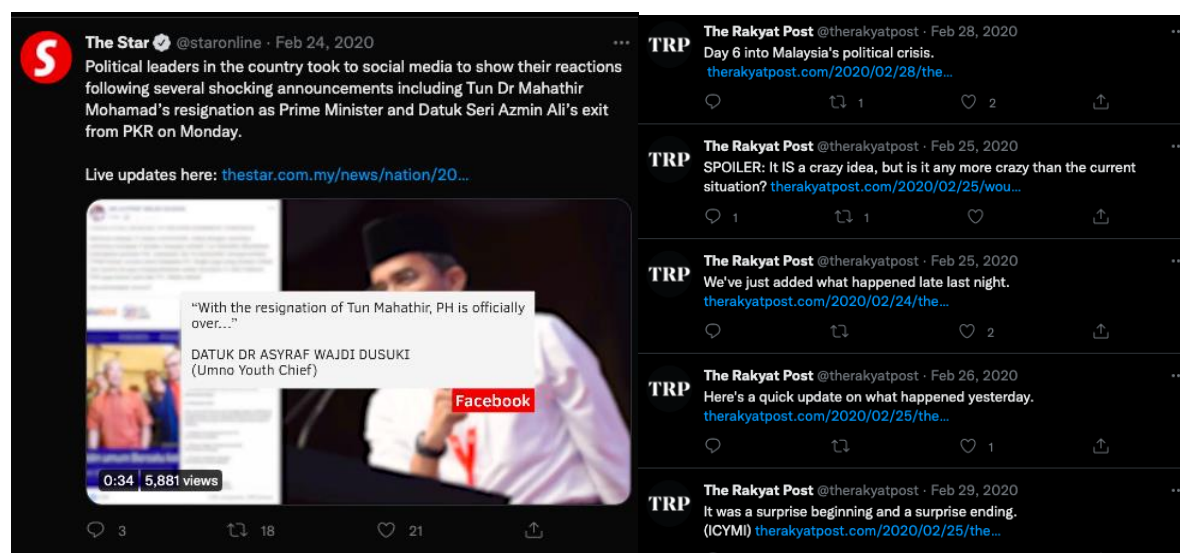 The Star @staronline · Feb 24, 2020
Political leaders in the country took to social media to show their reactions
following several shocking announcements including Tun Dr Mahathir
Mohamad's resignation as Prime Minister and Datuk Seri Azmin Ali's exit
from PKR on Monday.
Live updates here: thestar.com.my/news/nation/20...
"With the resignation of Tun Mahathir, PH is officially
over..."
DATUK DR ASYRAF WAJDI DUSUKI
(Umno Youth Chief)
Facebook
0:34 5,881 views
3 18 21
TRP
The Rakyat Post @therakyatpost · Feb 28, 2020
Day 6 into Malaysia's political crisis.
therakyatpost.com/2020/02/28/the...
1 2
TRP
The Rakyat Post @therakyatpost · Feb 25, 2020
SPOILER: It IS a crazy idea, but is it any more crazy than the current
situation? therakyatpost.com/2020/02/25/wou...
1 1
TRP
The Rakyat Post @therakyatpost · Feb 25, 2020
We've just added what happened late last night.
therakyatpost.com/2020/02/24/the...
2
TRP
The Rakyat Post @therakyatpost · Feb 26, 2020
Here's a quick update on what happened yesterday.
therakyatpost.com/2020/02/25/the...
1
TRP
The Rakyat Post @therakyatpost · Feb 29, 2020
It was a surprise beginning and a surprise ending.
(ICYMI) therakyatpost.com/2020/02/25/the...